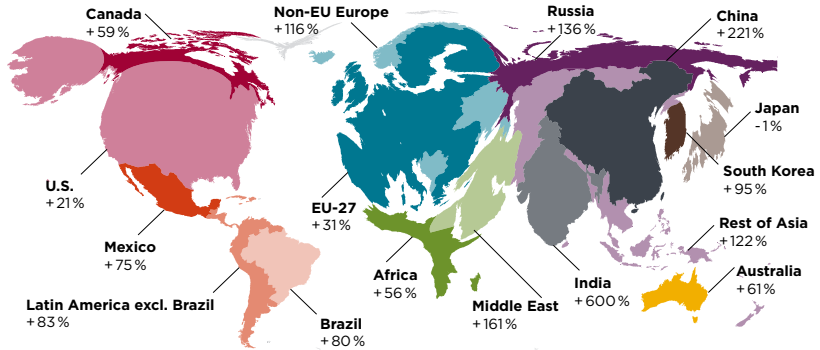 Canada
+59 %
Non-EU Europe
+116 %
Russia
+136 %
China
+221 %
Japan
-1 %
South Korea
+95 %
U.S.
+21 %
EU-27
+31 %
Mexico
+75 %
Rest of Asia
+122 %
Africa
+56 %
Australia
+61 %
India
+600 %
Middle East
+161 %
Latin America excl. Brazil
+83 %
Brazil
+80 %